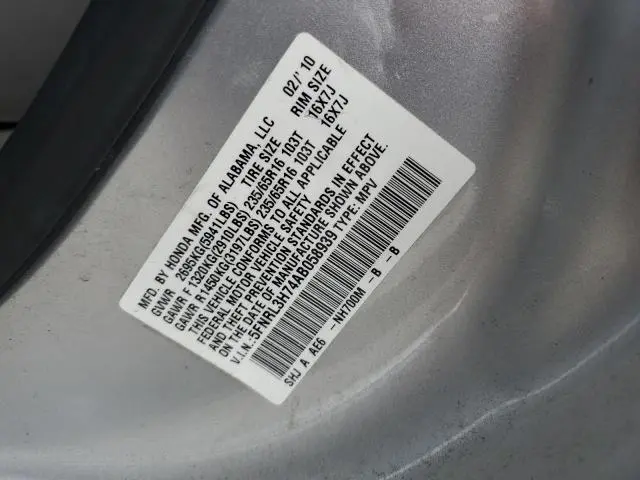 MFD. BY HONDA MFG. OF ALABAMA, LLC 02/' 10
GVWR 2695KG(5941LBS) TIRE SIZE RIM SIZE
GAWR F 1320KG(2910LBS) 235/65R16 103T 16X7J
GAWR R 1450KG(3197LBS) 235/65R16 103T 16X7J
THIS VEHICLE CONFORMS TO ALL APPLICABLE
FEDERAL MOTOR VEHICLE SAFETY
AND THEFT PREVENTION STANDARDS IN EFFECT
ON THE DATE OF MANUFACTURE SHOWN ABOVE.
V.I.N.:5FNRL3H74AB058939 TYPE: MPV
SHJ A AE6 -NH700M -B -B